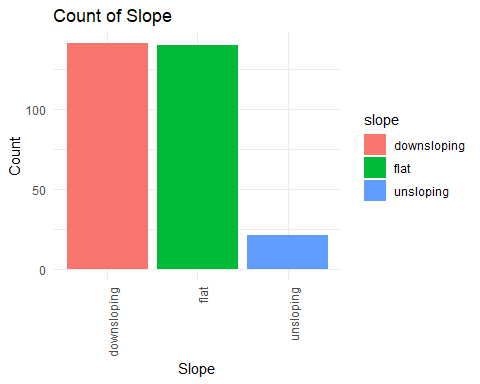 Count of Slope
Count
100
50
0
downsloping
flat
unsloping
Slope
slope
downsloping
flat
unsloping